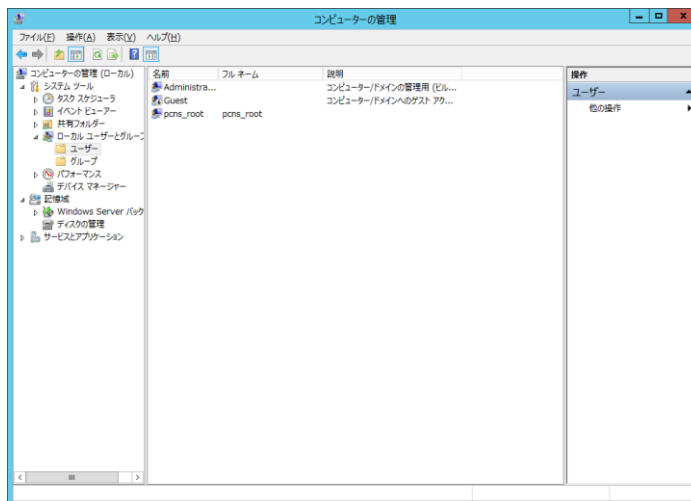 コンピューターの管理
ファイル(F) 操作(A) 表示(V) ヘルプ(H)
コンピューターの管理 (ローカル)
システム ツール
タスク スケジューラ
イベント ビューアー
共有フォルダー
ローカル ユーザーとグループ
ユーザー
グループ
パフォーマンス
デバイス マネージャー
記憶域
Windows Server バック
ディスクの管理
サービスとアプリケーション
名前 フル ネーム 説明
Administra... コンピューター/ドメインの管理用 (ビル...
Guest コンピューター/ドメインへのゲスト アク...
pcns_root pcns_root
操作
ユーザー
他の操作